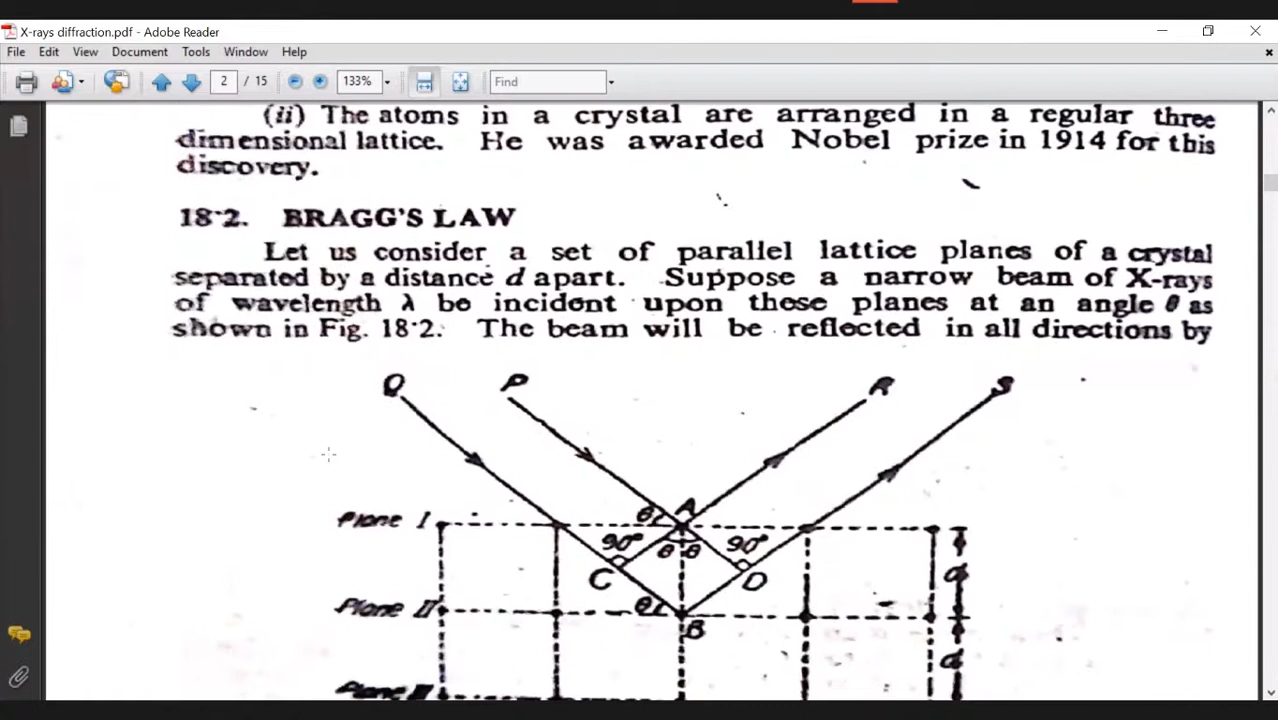 X-rays diffraction.pdf - Adobe Reader
File Edit View Document Tools Window Help
2 / 15 133% Find
(ii) The atoms in a crystal are arranged in a regular three
dimensional lattice. He was awarded Nobel prize in 1914 for this
discovery.
18·2. BRAGG'S LAW
Let us consider a set of parallel lattice planes of a crystal
separated by a distance d apart. Suppose a narrow beam of X-rays
of wavelength λ be incident upon these planes at an angle θ as
shown in Fig. 18·2. The beam will be reflected in all directions by
Q P R S
θ A
Plane I
90° θ θ 90°
C D d
Plane II θ
B
d
Plane III